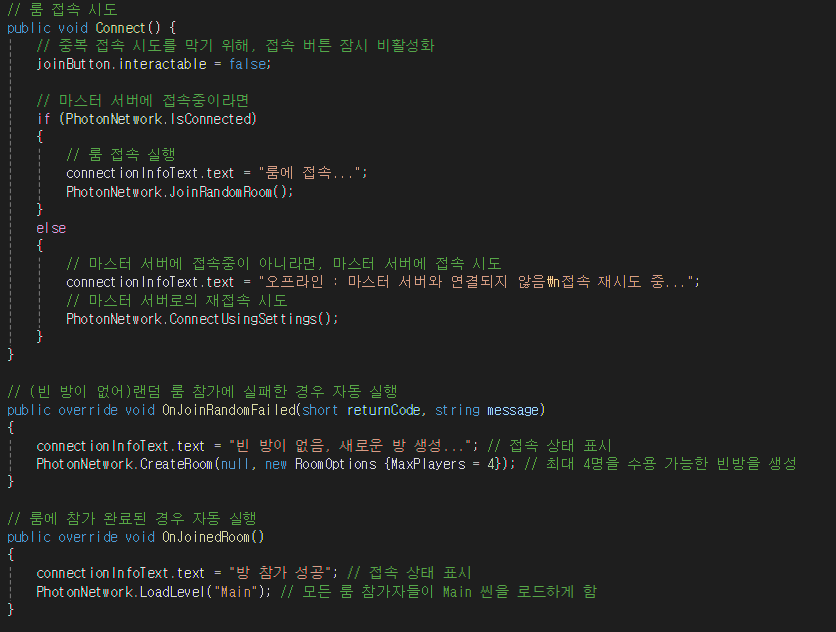 // 룸 접속 시도
public void Connect() {
// 중복 접속 시도를 막기 위해, 접속 버튼 잠시 비활성화
joinButton.interactable = false;
// 마스터 서버에 접속중이라면
if (PhotonNetwork.IsConnected)
{
// 룸 접속 실행
connectionInfoText.text = "룸에 접속...";
PhotonNetwork.JoinRandomRoom();
}
else
{
// 마스터 서버에 접속중이 아니라면, 마스터 서버에 접속 시도
connectionInfoText.text = "오프라인 : 마스터 서버와 연결되지 않음₩n접속 재시도 중...";
// 마스터 서버로의 재접속 시도
PhotonNetwork.ConnectUsingSettings();
}
}
// (빈 방이 없어)랜덤 룸 참가에 실패한 경우 자동 실행
public override void OnJoinRandomFailed(short returnCode, string message)
{
connectionInfoText.text = "빈 방이 없음, 새로운 방 생성..."; // 접속 상태 표시
PhotonNetwork.CreateRoom(null, new RoomOptions {MaxPlayers = 4}); // 최대 4명을 수용 가능한 빈방을 생성
}
// 룸에 참가 완료된 경우 자동 실행
public override void OnJoinedRoom()
{
connectionInfoText.text = "방 참가 성공"; // 접속 상태 표시
PhotonNetwork.LoadLevel("Main"); // 모든 룸 참가자들이 Main 씬을 로드하게 함
}